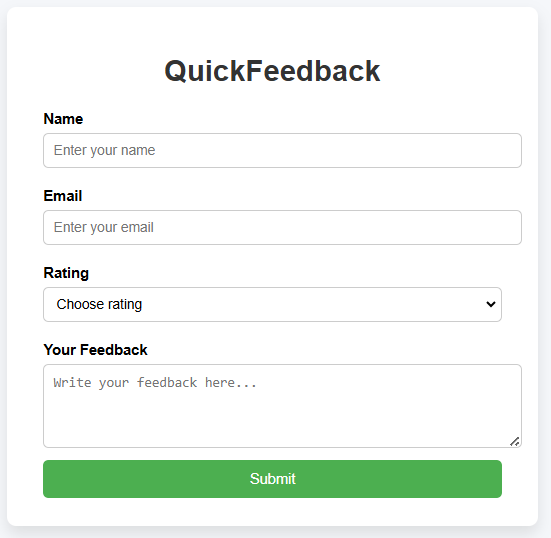 QuickFeedback
Name
Enter your name
Email
Enter your email
Rating
Choose rating
Your Feedback
Write your feedback here...
Submit